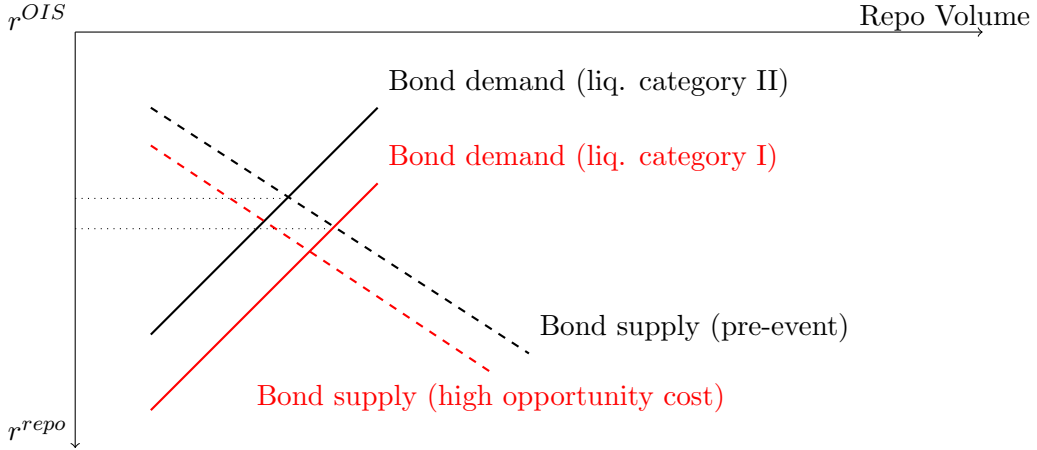 r^{OIS}
Repo Volume
Bond demand (liq. category II)
Bond demand (liq. category I)
Bond supply (pre-event)
Bond supply (high opportunity cost)
r^{repo}